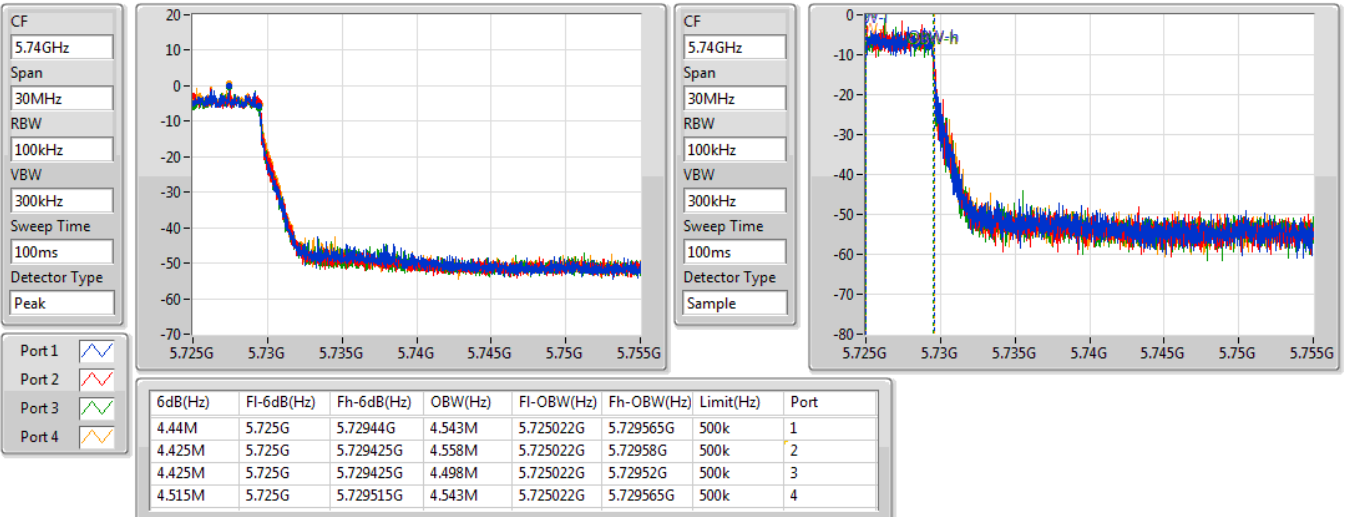 CF
5.74GHz
Span
30MHz
RBW
100kHz
VBW
300kHz
Sweep Time
100ms
Detector Type
Peak
20
10
0
-10
-20
-30
-40
-50
-60
-70
5.725G 5.73G 5.735G 5.74G 5.745G 5.75G 5.755G
CF
5.74GHz
Span
30MHz
RBW
100kHz
VBW
300kHz
Sweep Time
100ms
Detector Type
Sample
0
-10
-20
-30
-40
-50
-60
-70
-80
5.725G 5.73G 5.735G 5.74G 5.745G 5.75G 5.755G
Port 1
Port 2
Port 3
Port 4
6dB(Hz) Fl-6dB(Hz) Fh-6dB(Hz) OBW(Hz) Fl-OBW(Hz) Fh-OBW(Hz) Limit(Hz) Port
4.44M 5.725G 5.72944G 4.543M 5.725022G 5.729565G 500k 1
4.425M 5.725G 5.729425G 4.558M 5.725022G 5.72958G 500k 2
4.425M 5.725G 5.729425G 4.498M 5.725022G 5.72952G 500k 3
4.515M 5.725G 5.729515G 4.543M 5.725022G 5.729565G 500k 4